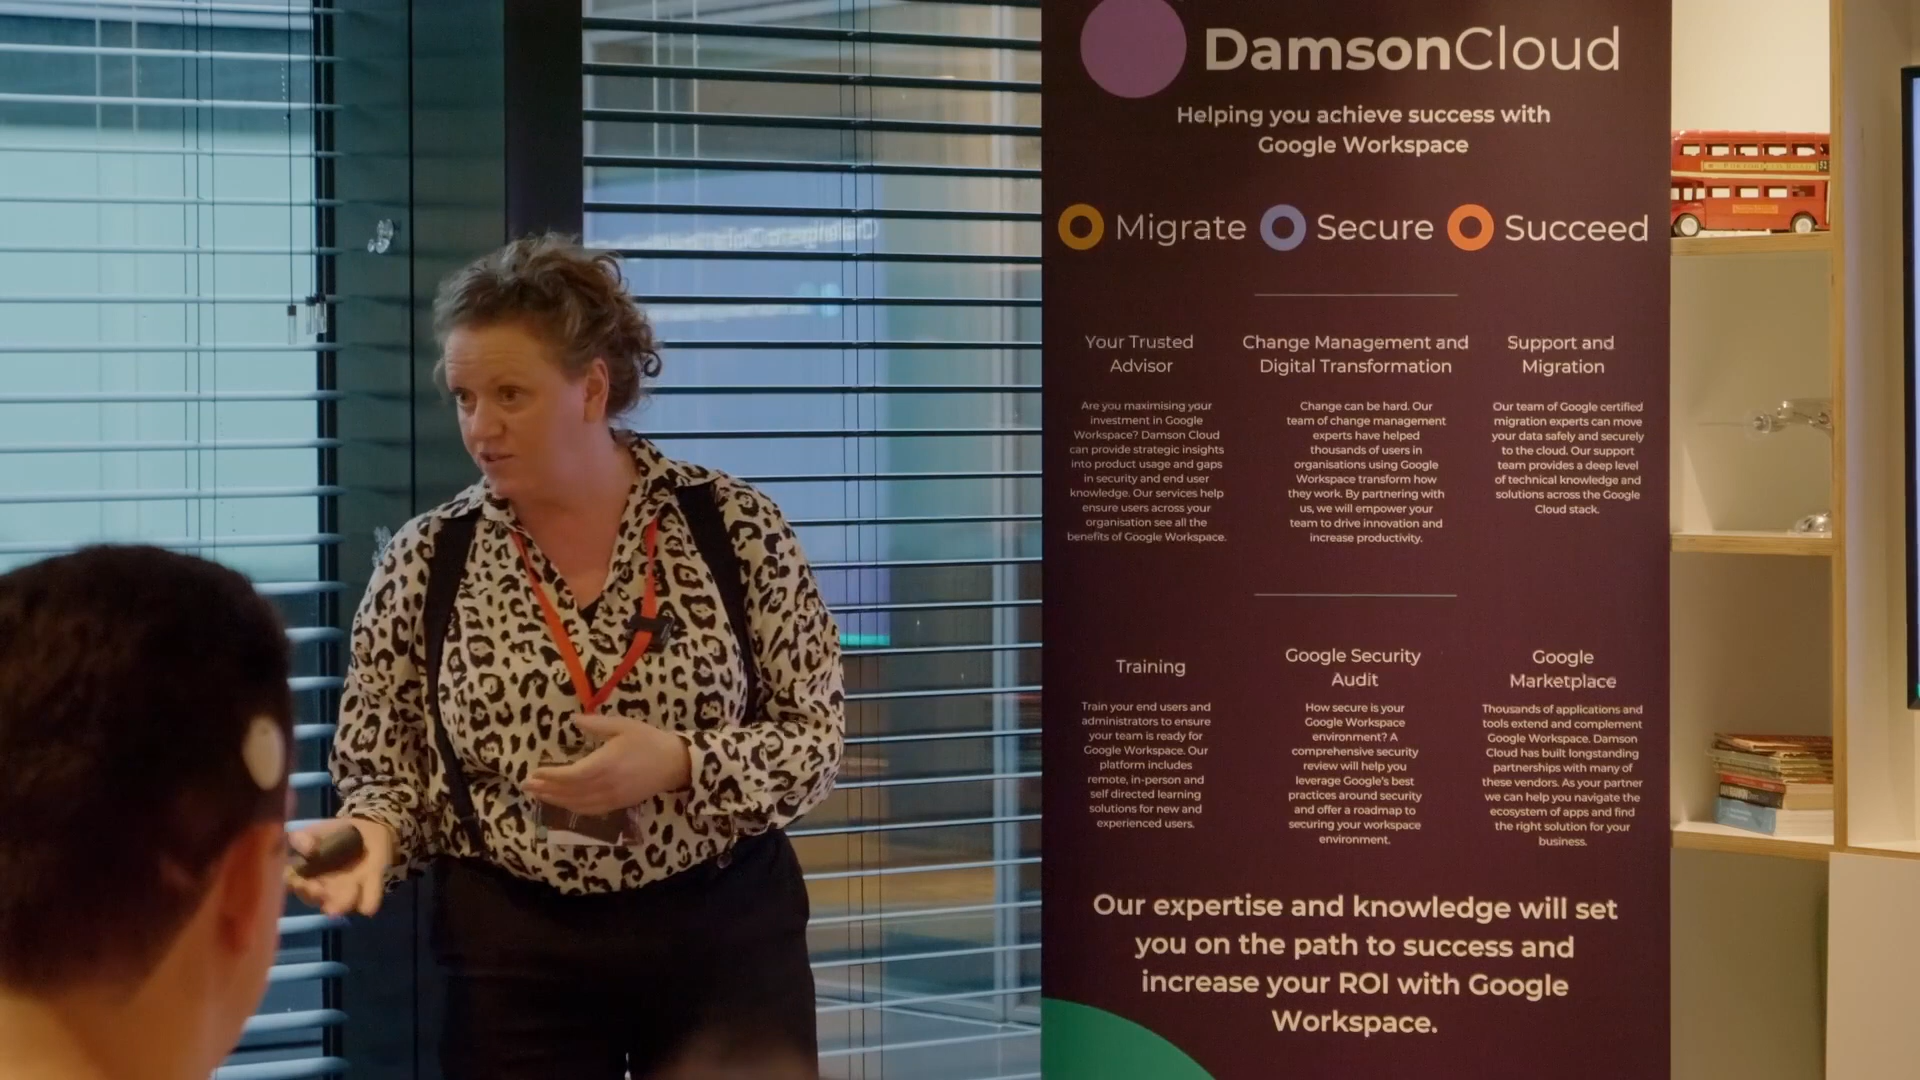 DamsonCloud
Helping you achieve success with
Google Workspace
Migrate Secure Succeed
Your Trusted
Advisor
Are you maximising your
investment in Google
Workspace? Damson Cloud
can provide strategic insights
into product usage and gaps
in security and end user
knowledge. Our services help
ensure users across your
organisation see all the
benefits of Google Workspace.
Change Management and
Digital Transformation
Change can be hard. Our
team of change management
experts have helped
thousands of users in
organisations using Google
Workspace transform how
they work. By partnering with
us, we will empower your
team to drive innovation and
increase productivity.
Support and
Migration
Our team of Google certified
migration experts can move
your data safely and securely
to the cloud. Our support
team provides a deep level
of technical knowledge and
solutions across the Google
Cloud stack.
Training
Train your end users and
administrators to ensure
your team is ready for
Google Workspace. Our
platform includes
remote, in-person and
self directed learning
solutions for new and
experienced users.
Google Security
Audit
How secure is your
Google Workspace
environment? A
comprehensive security
review will help you
leverage Google's best
practices around security
and offer a roadmap to
securing your workspace
environment.
Google
Marketplace
Thousands of applications and
tools extend and complement
Google Workspace. Damson
Cloud has built longstanding
partnerships with many of
these vendors. As your partner
we can help you navigate the
ecosystem of apps and find
the right solution for your
business.
Our expertise and knowledge will set
you on the path to success and
increase your ROI with Google
Workspace.